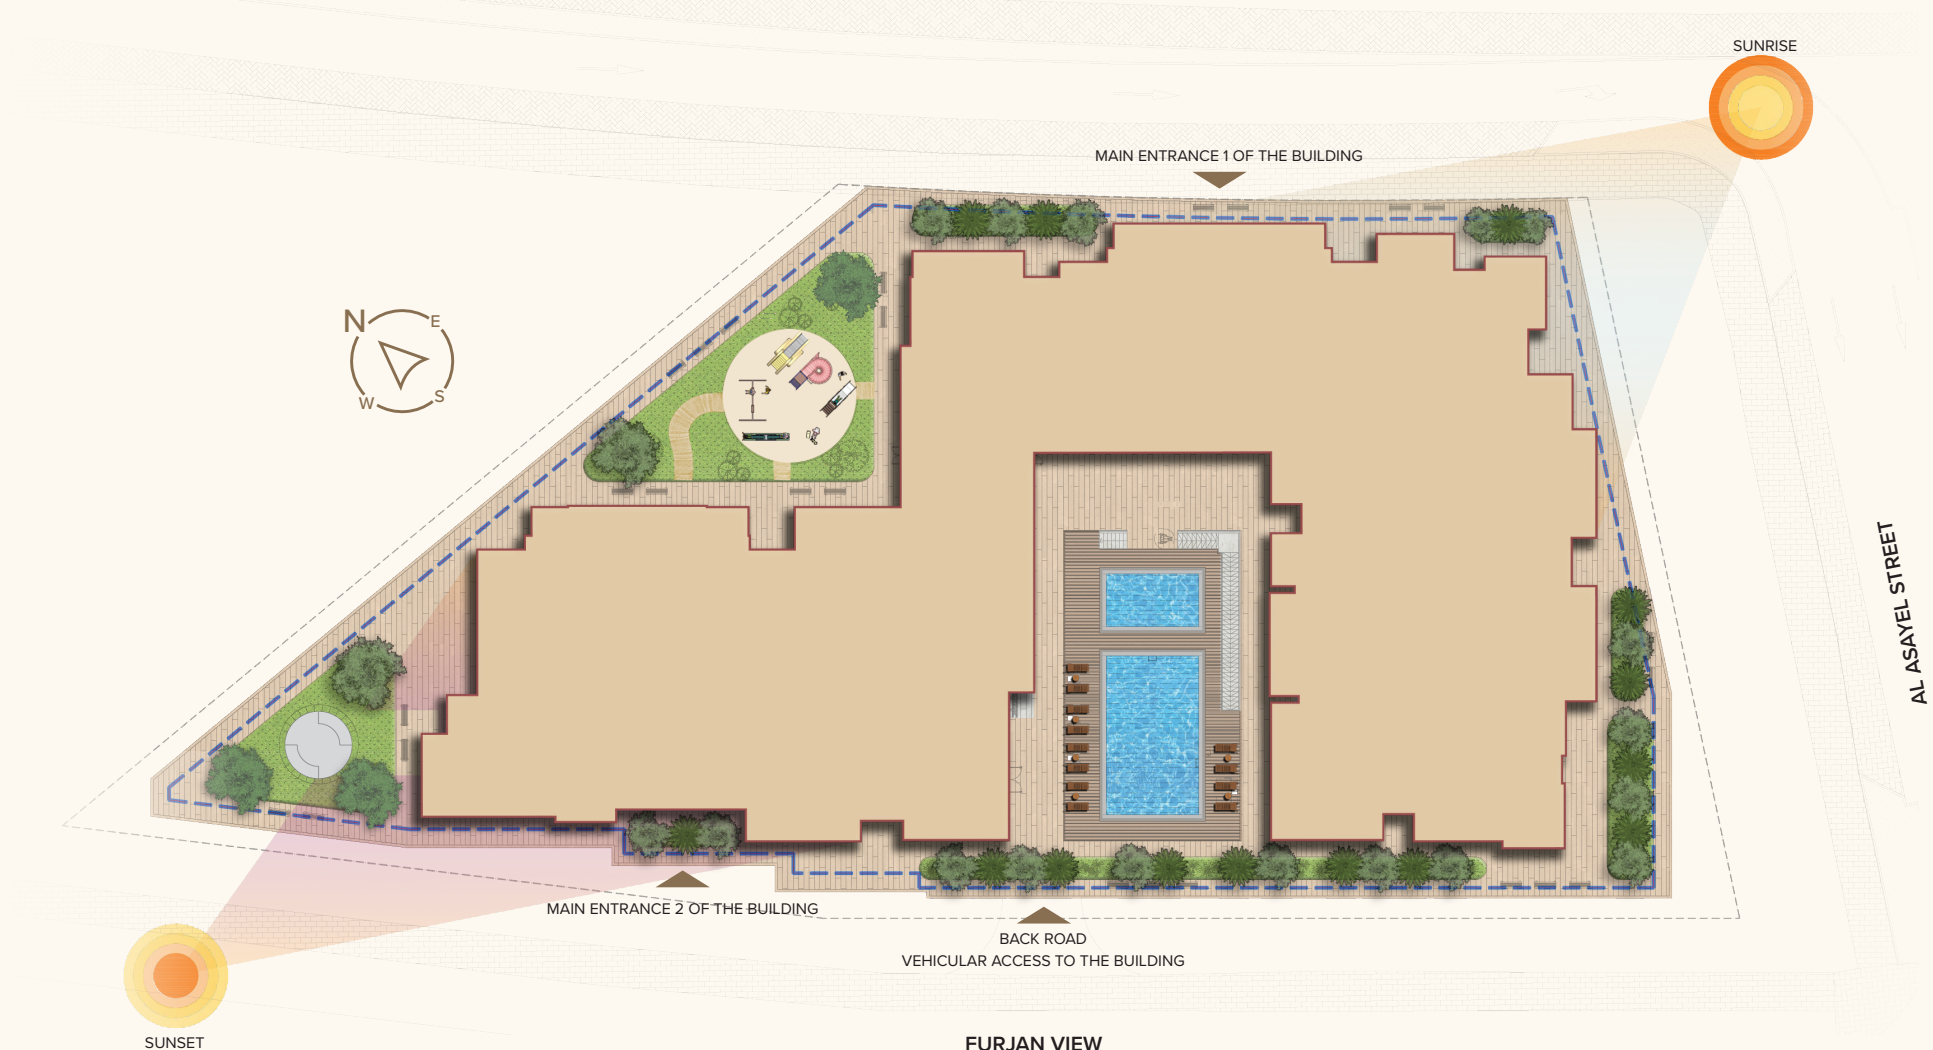 SUNRISE
MAIN ENTRANCE 1 OF THE BUILDING
N
E
W
S
AL ASAYEL STREET
MAIN ENTRANCE 2 OF THE BUILDING
BACK ROAD
VEHICULAR ACCESS TO THE BUILDING
SUNSET
FURJAN VIEW